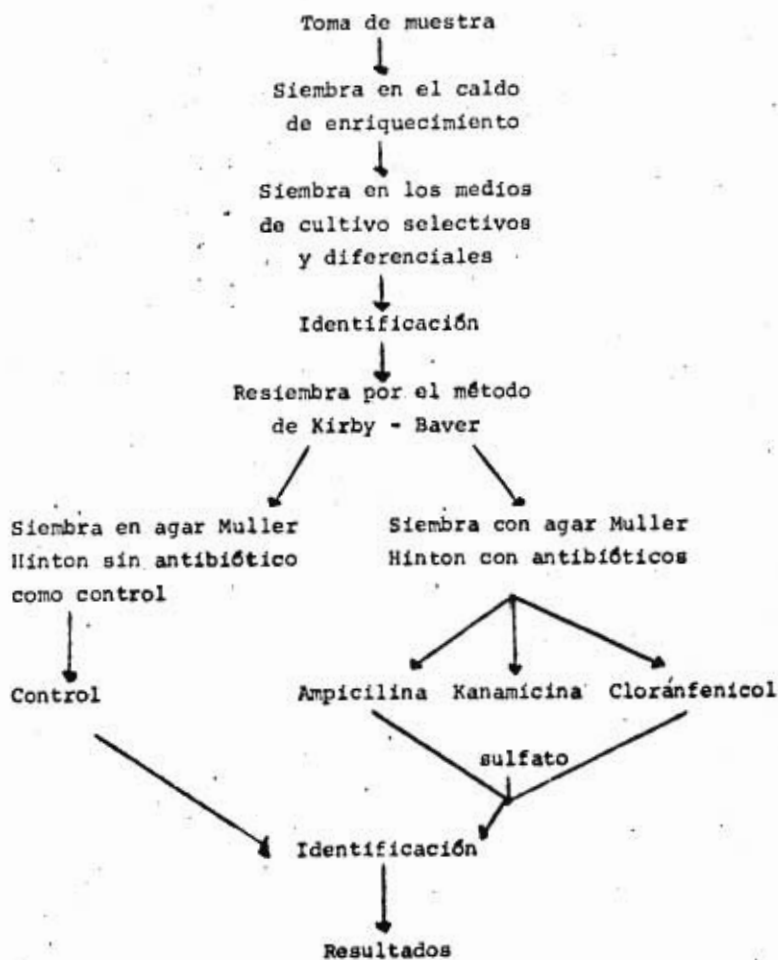 Toma de muestra
Siembra en el caldo
de enriquecimiento
Siembra en los medios
de cultivo selectivos
y diferenciales
Identificación
Resiembra por el método
de Kirby - Baver
Siembra en agar Muller
Hinton sin antibiótico
como control
Siembra con agar Muller
Hinton con antibióticos
Control
Ampicilina Kanamicina Cloránfenicol
sulfato
Identificación
Resultados